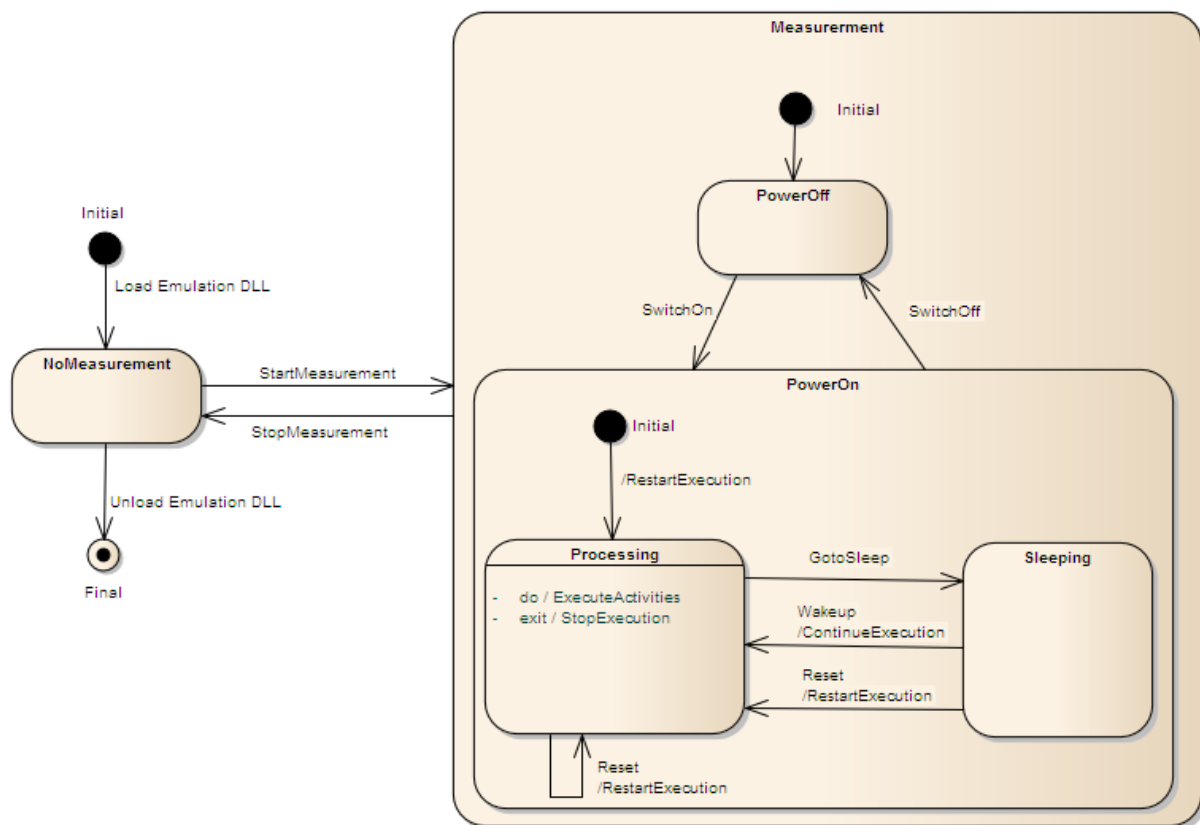 Measurerment
Initial
PowerOff
Initial
Load Emulation DLL
SwitchOn
SwitchOff
NoMeasurement
StartMeasurement
StopMeasurement
PowerOn
Initial
/RestartExecution
Unload Emulation DLL
Final
Processing
- do / ExecuteActivities
- exit / StopExecution
GotoSleep
Sleeping
Wakeup
/ContinueExecution
Reset
/RestartExecution
Reset
/RestartExecution